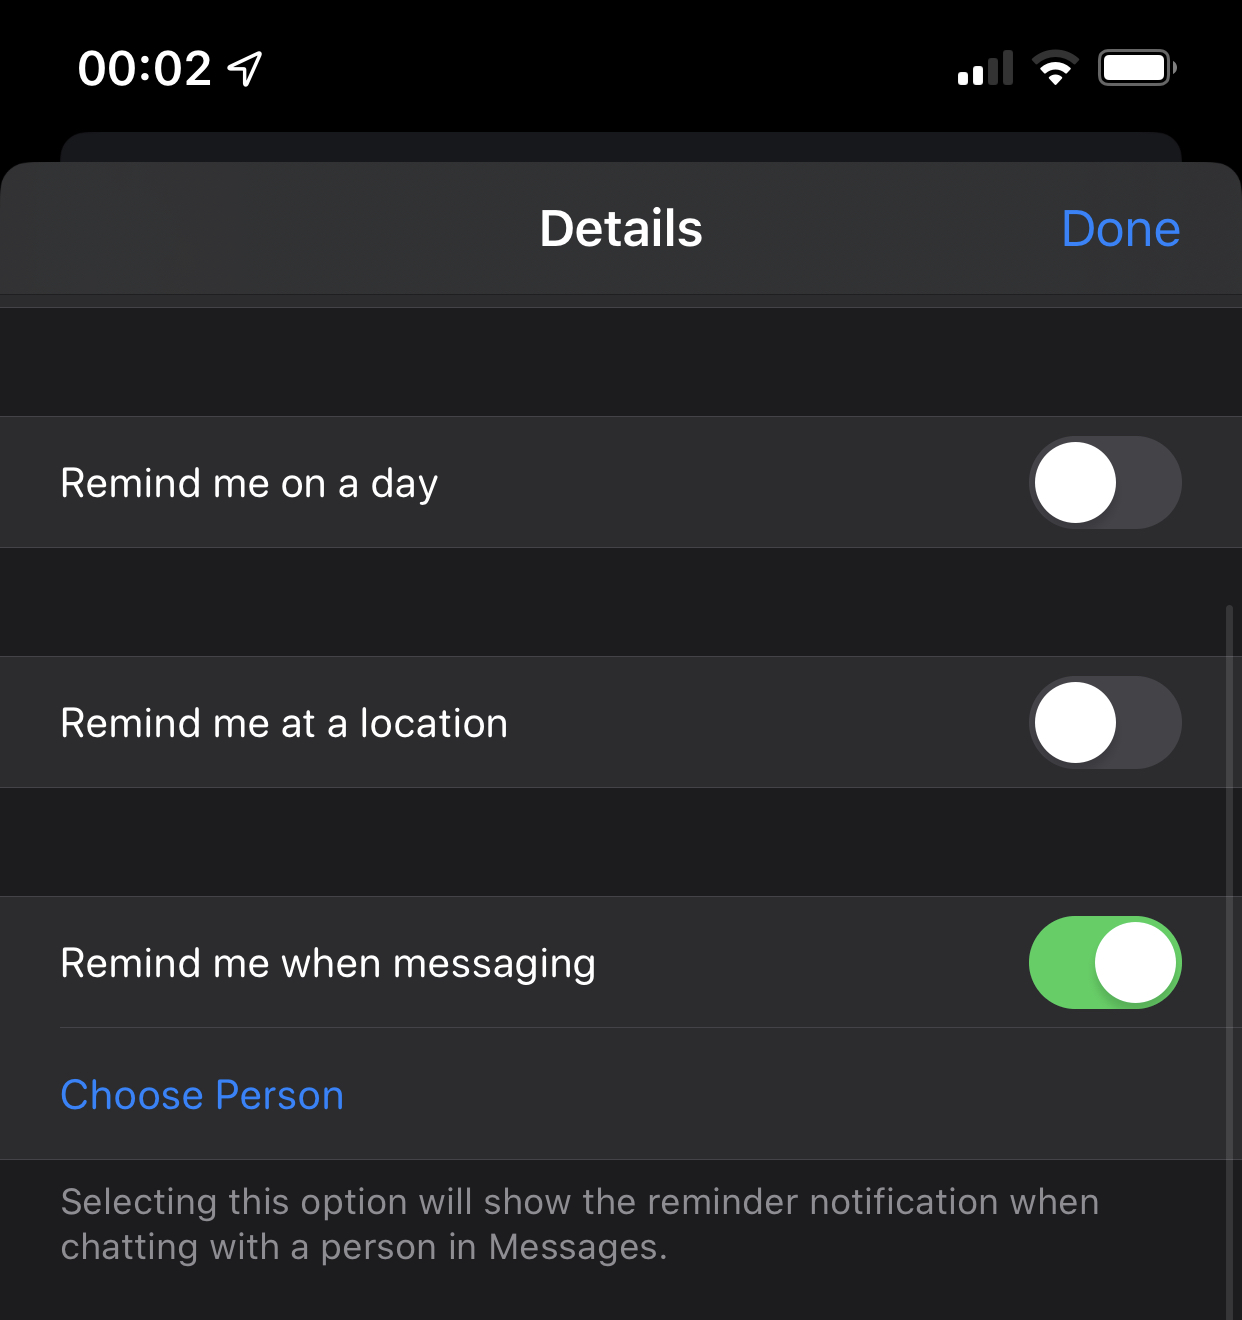 00:02
Details
Done
Remind me on a day
Remind me at a location
Remind me when messaging
Choose Person
Selecting this option will show the reminder notification when
chatting with a person in Messages.